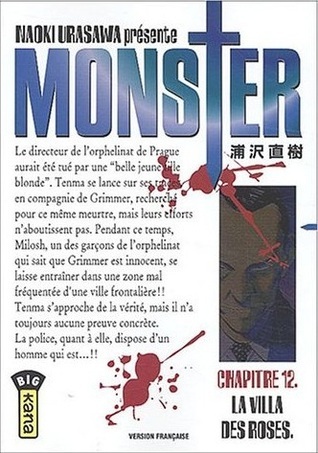 NAOKI URASAWA présente
MONSTER
浦沢直樹
Le directeur de l'orphelinat de Prague
aurait été tué par une "belle jeune fille
blonde". Tenma se lance sur ses traces
en compagnie de Grimmer, recherché
pour ce même meurtre, mais leurs efforts
n'aboutissent pas. Pendant ce temps,
Milosh, un des garçons de l'orphelinat
qui sait que Grimmer est innocent, se
laisse entraîner dans une zone mal
fréquentée d'une ville frontalière!!
Tenma s'approche de la vérité, mais il n'a
toujours aucune preuve concrète.
La police, quant à elle, dispose d'un
homme qui est...!!
CHAPITRE 12.
LA VILLA
DES ROSES.
BIG
kana
VERSION FRANÇAISE